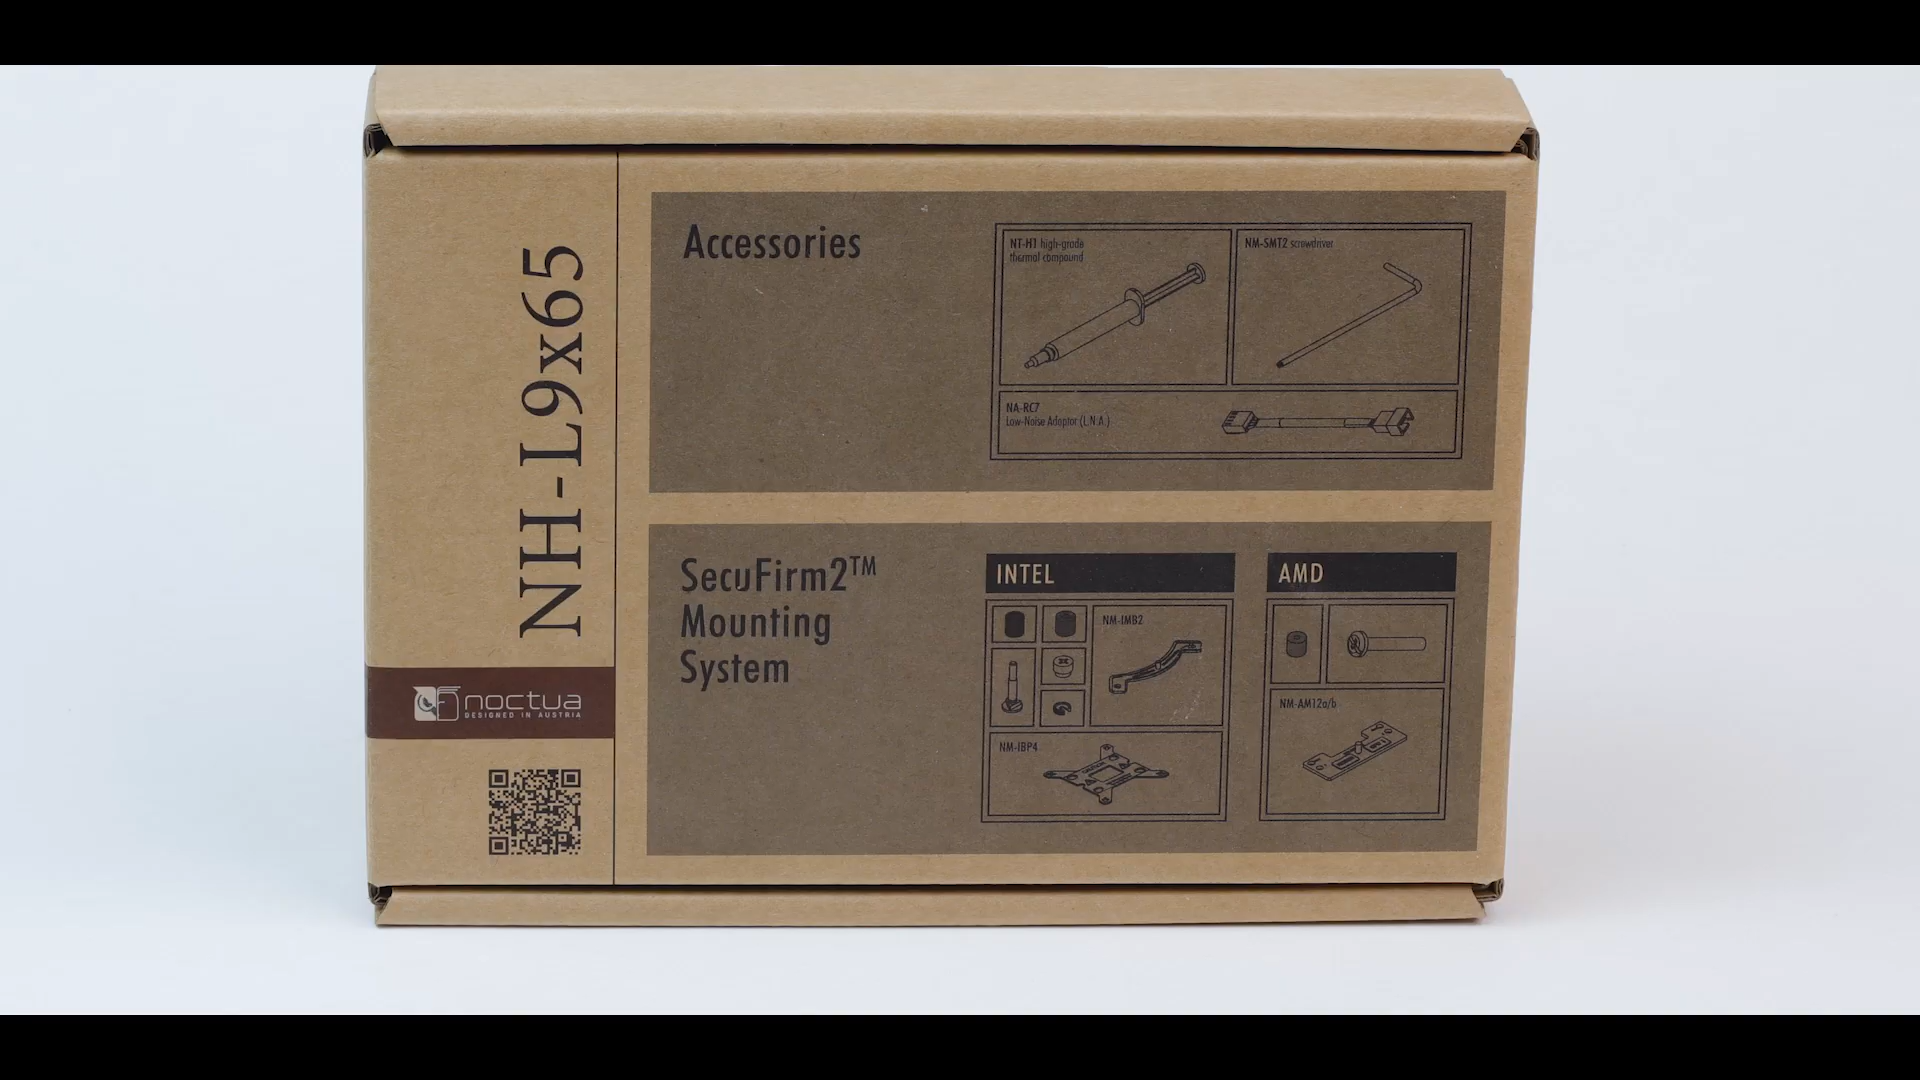 NH-L9x65
noctua
DESIGNED IN AUSTRIA
Accessories
NT-H1 high-grade
thermal compound
NM-SMT2 screwdriver
NA-RC7
Low-Noise Adaptor (L.N.A.)
SecuFirm2™
Mounting
System
INTEL
NM-IMB2
NM-IBP4
AMD
NM-AM12a/b